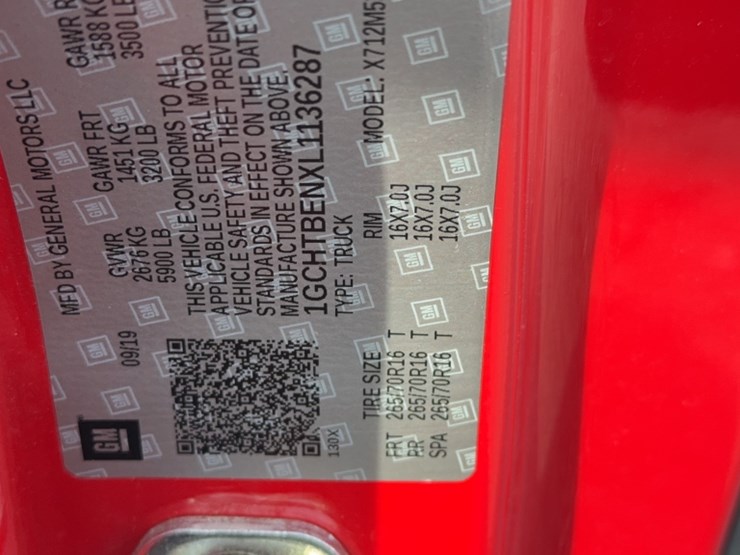 MFD BY GENERAL MOTORS LLC
09/19
GVWR GAWR FRT GAWR
2676 KG 1451 KG 1588 KG
5900 LB 3200 LB 3500 LB
THIS VEHICLE CONFORMS TO ALL
APPLICABLE U.S. FEDERAL MOTOR
VEHICLE SAFETY AND THEFT
STANDARDS IN EFFECT ON THE DATE OF
MANUFACTURE SHOWN ABOVE.
1GCHTBENXL1136287
TYPE: TRUCK MODEL: X712M5
GM
130X
TIRE SIZE RIM
FRT 265/70R16 T 16X7.0J
RR 265/70R16 T 16X7.0J
SPA 265/70R16 T 16X7.0J